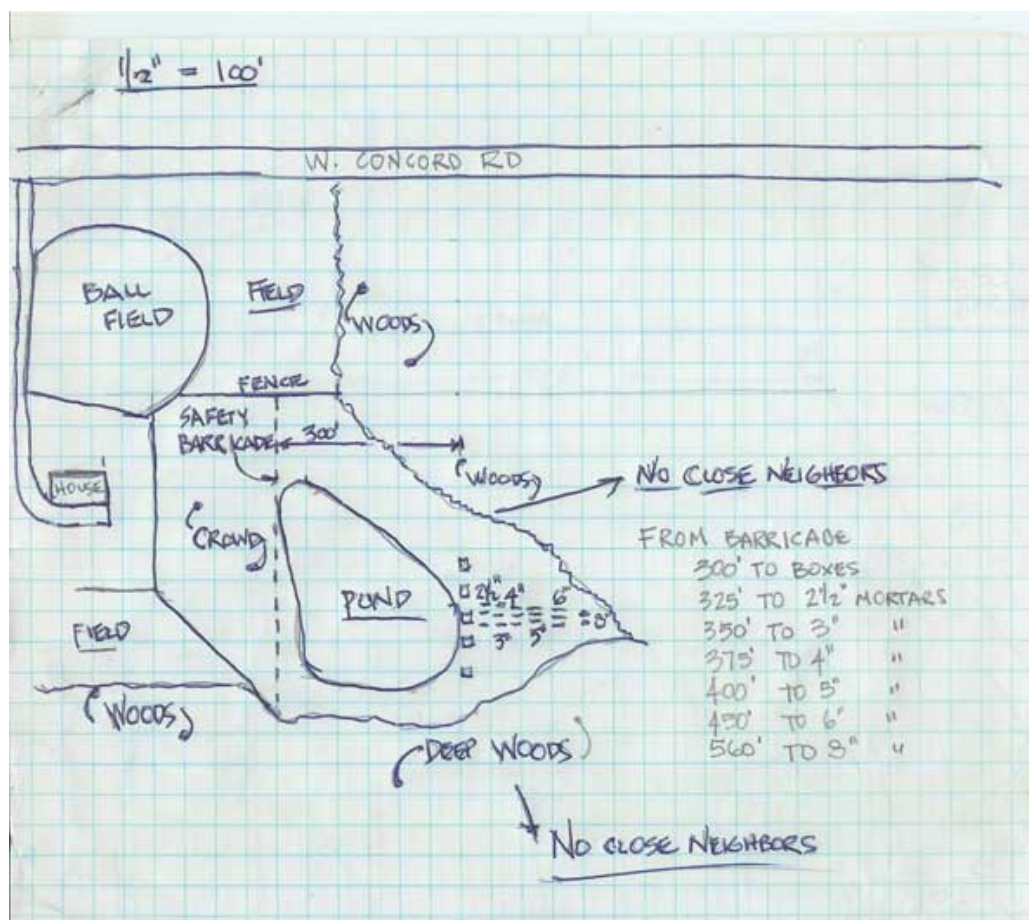 1/2" = 100'
W. CONCORD RD
BALL
FIELD
FIELD
WOODS
FENCE
SAFETY
BARRICADE
300'
WOODS
NO CLOSE NEIGHBORS
HOUSE
CROWD
FROM BARRICADE
300' TO BOXES
325' TO 2 1/2" MORTARS
350' TO 3" "
375' TO 4" "
400' TO 5" "
450' TO 6" "
560' TO 8" "
POND
2 1/2" 4" 6"
3" 5" 8"
FIELD
WOODS
DEEP WOODS
NO CLOSE NEIGHBORS